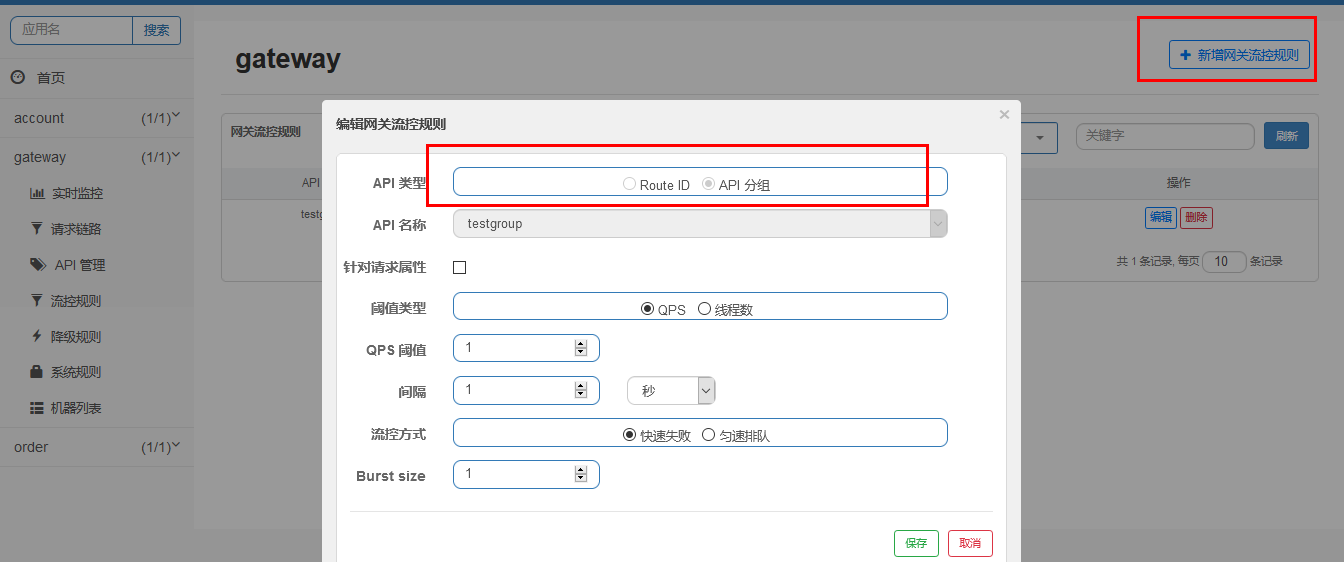 应用名 搜索
首页
account (1/1)
gateway (1/1)
实时监控
请求链路
API 管理
流控规则
降级规则
系统规则
机器列表
order (1/1)
gateway
新增网关流控规则
网关流控规则
关键字 刷新
API 操作
testg 编辑 删除
共 1 条记录, 每页 10 条记录
编辑网关流控规则 ×
API 类型 Route ID API 分组
API 名称 testgroup
针对请求属性
阈值类型 QPS 线程数
QPS 阈值 1
间隔 1 秒
流控方式 快速失败 匀速排队
Burst size 1
保存 取消